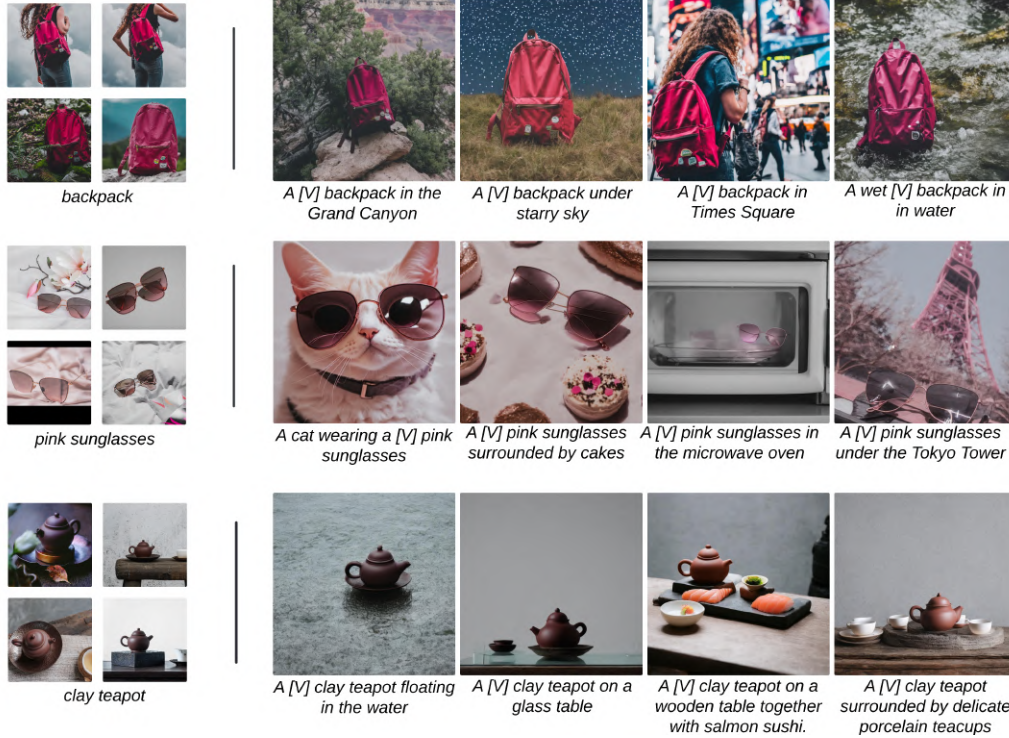 backpack
A [V] backpack in the
Grand Canyon
A [V] backpack under
starry sky
A [V] backpack in
Times Square
A wet [V] backpack in
in water
pink sunglasses
A cat wearing a [V] pink
sunglasses
A [V] pink sunglasses
surrounded by cakes
A [V] pink sunglasses in
the microwave oven
A [V] pink sunglasses
under the Tokyo Tower
clay teapot
A [V] clay teapot floating
in the water
A [V] clay teapot on a
glass table
A [V] clay teapot on a
wooden table together
with salmon sushi.
A [V] clay teapot
surrounded by delicate
porcelain teacups